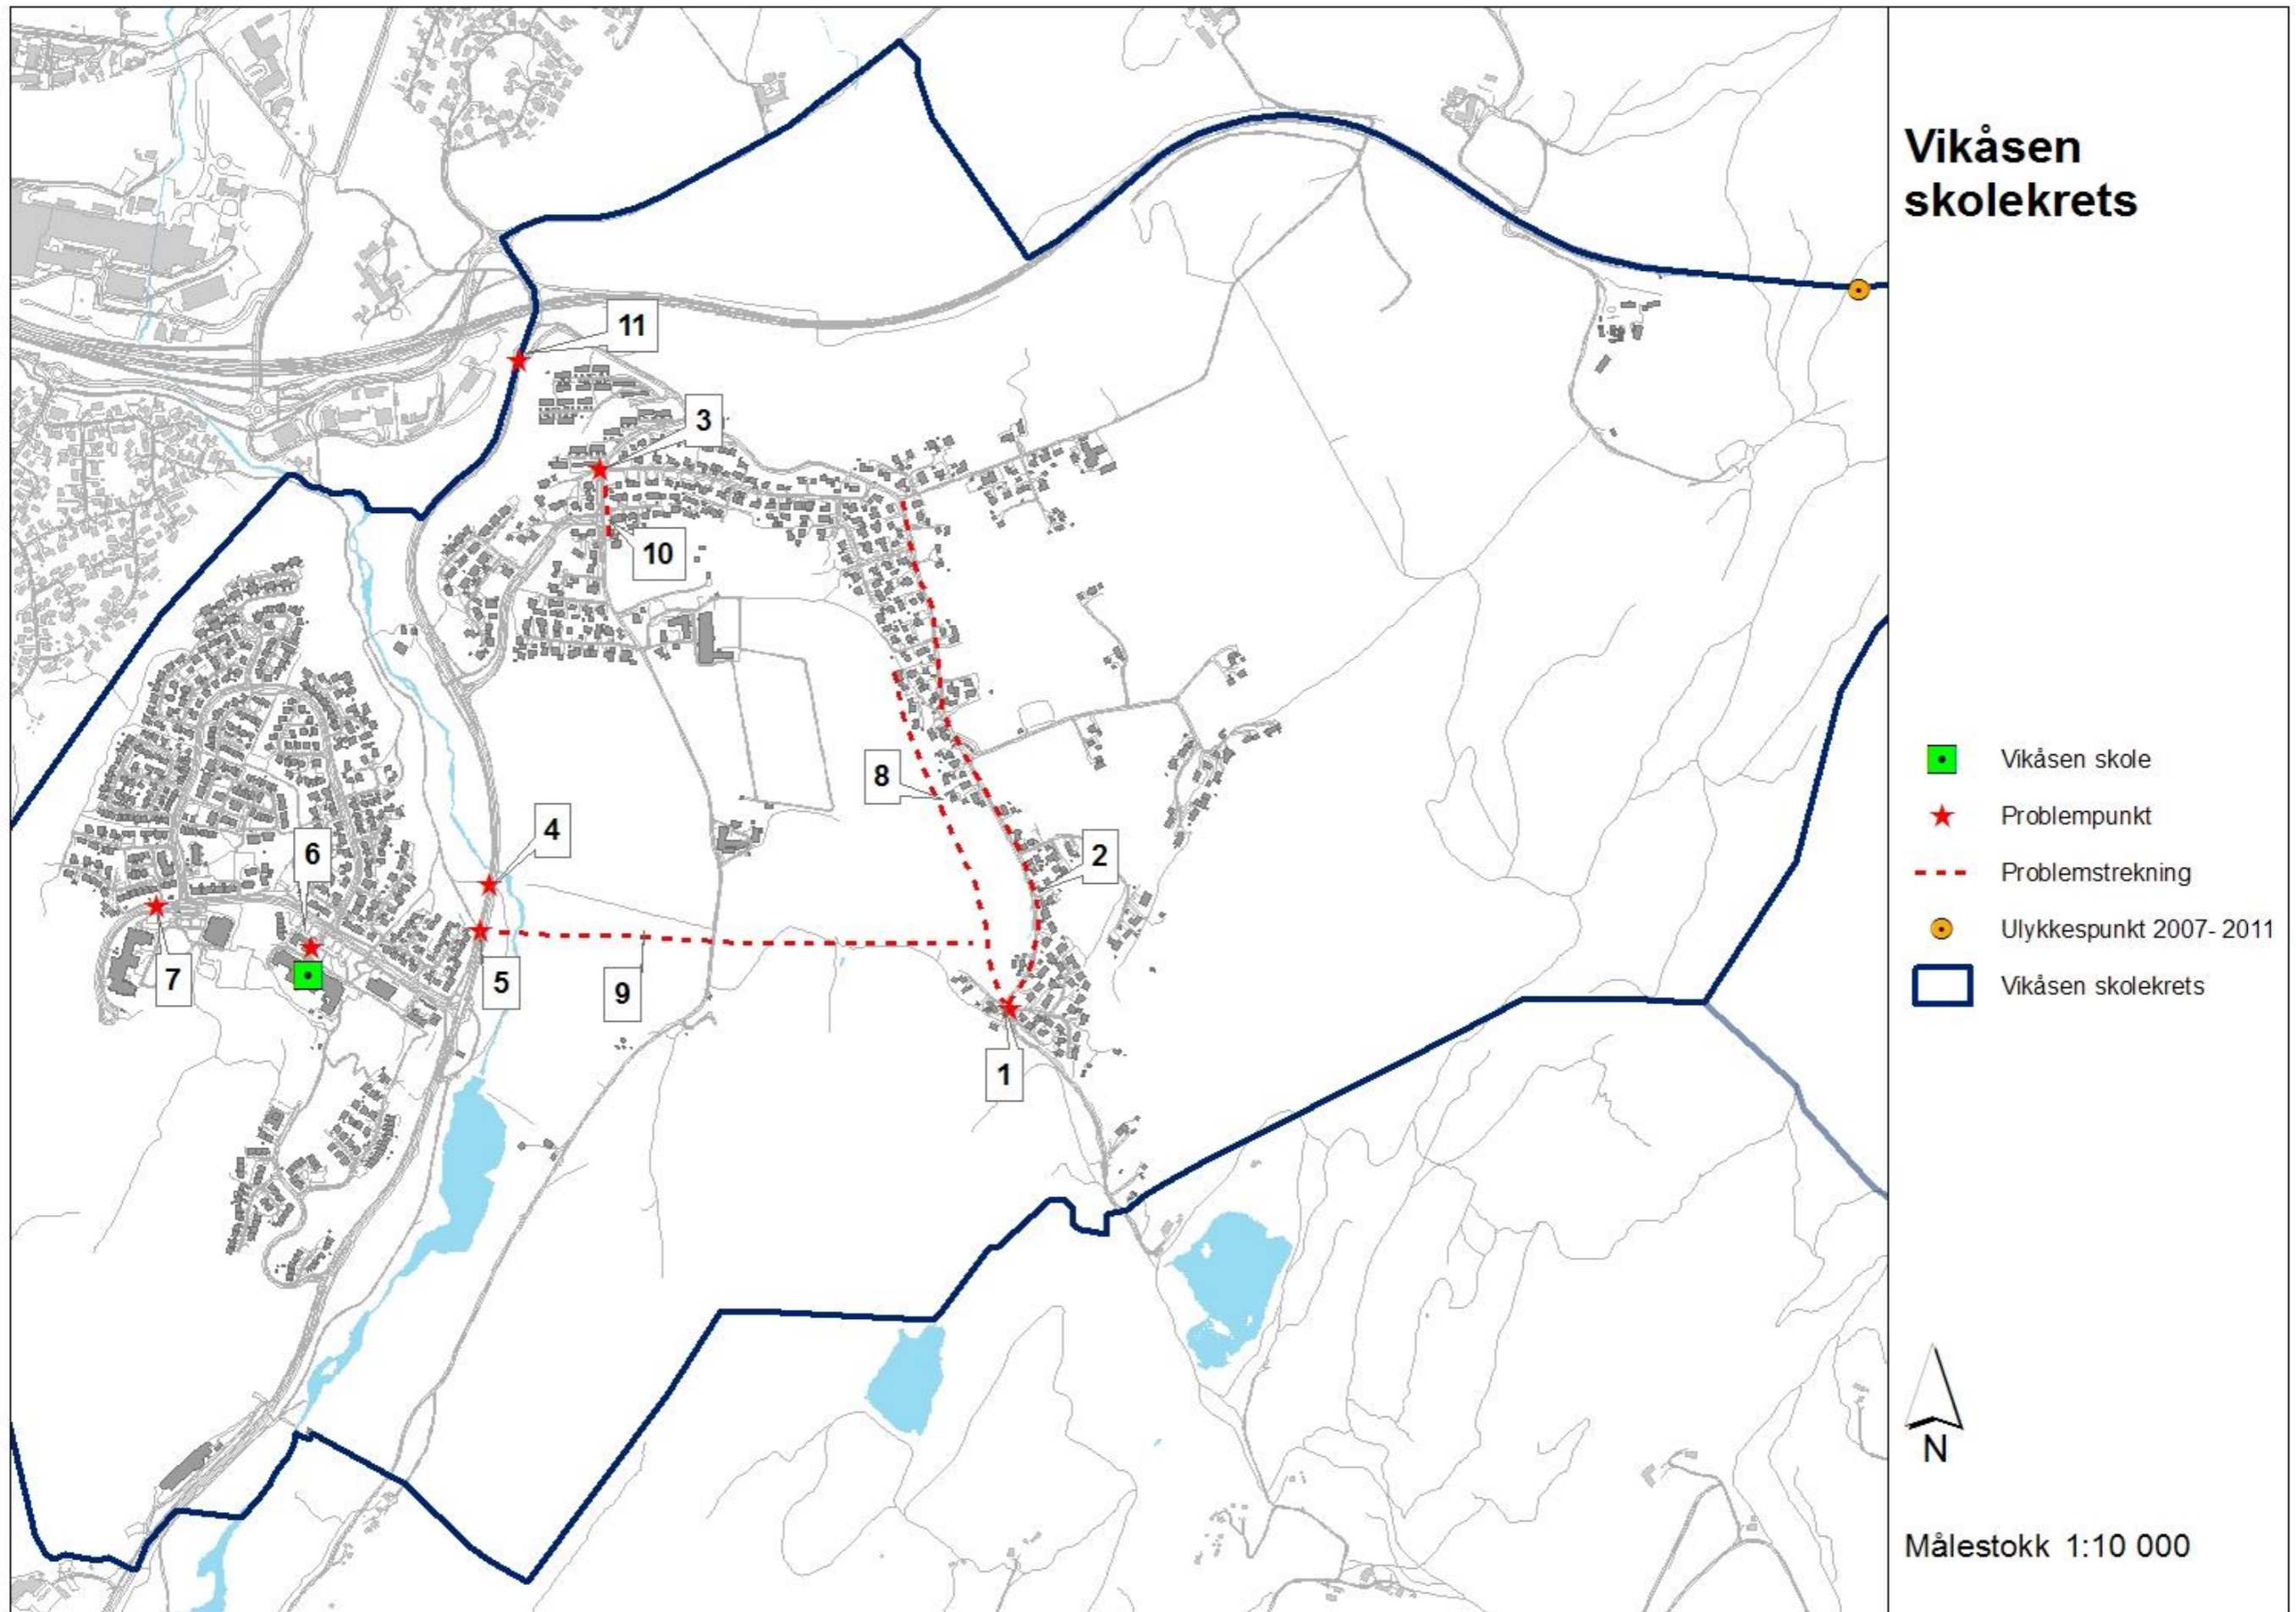 Vikåsen
skolekrets
11
3
10
8
4
2
6
7
5
9
1
Vikåsen skole
Problempunkt
Problemstrekning
Ulykkespunkt 2007- 2011
Vikåsen skolekrets
N
Målestokk 1:10 000